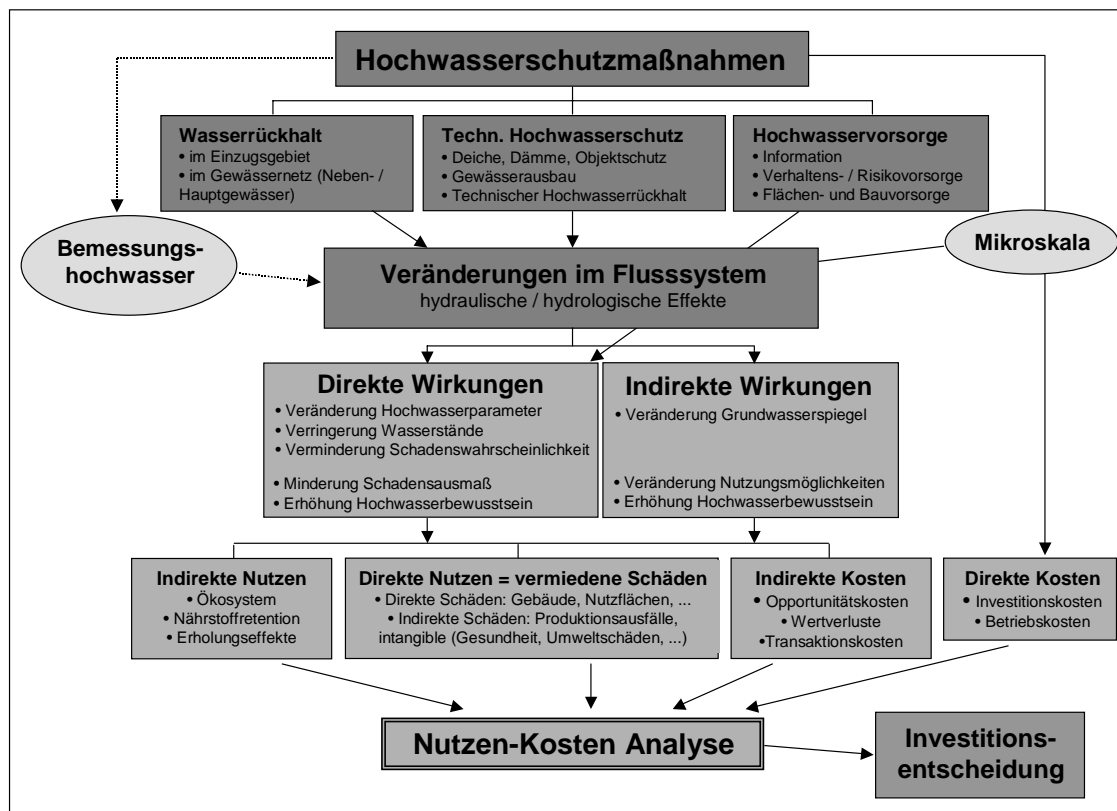 Hochwasserschutzmaßnahmen
Wasserrückhalt
• im Einzugsgebiet
• im Gewässernetz (Neben- /
Hauptgewässer)
Techn. Hochwasserschutz
• Deiche, Dämme, Objektschutz
• Gewässerausbau
• Technischer Hochwasserrückhalt
Hochwasservorsorge
• Information
• Verhaltens- / Risikovorsorge
• Flächen- und Bauvorsorge
Bemessungs-
hochwasser
Mikroskala
Veränderungen im Flusssystem
hydraulische / hydrologische Effekte
Direkte Wirkungen
• Veränderung Hochwasserparameter
• Verringerung Wasserstände
• Verminderung Schadenswahrscheinlichkeit
• Minderung Schadensausmaß
• Erhöhung Hochwasserbewusstsein
Indirekte Wirkungen
• Veränderung Grundwasserspiegel
• Veränderung Nutzungsmöglichkeiten
• Erhöhung Hochwasserbewusstsein
Indirekte Nutzen
• Ökosystem
• Nährstoffretention
• Erholungseffekte
Direkte Nutzen = vermiedene Schäden
• Direkte Schäden: Gebäude, Nutzflächen, ...
• Indirekte Schäden: Produktionsausfälle,
intangible (Gesundheit, Umweltschäden, ...)
Indirekte Kosten
• Opportunitätskosten
• Wertverluste
•Transaktionskosten
Direkte Kosten
• Investitionskosten
• Betriebskosten
Nutzen-Kosten Analyse
Investitions-
entscheidung